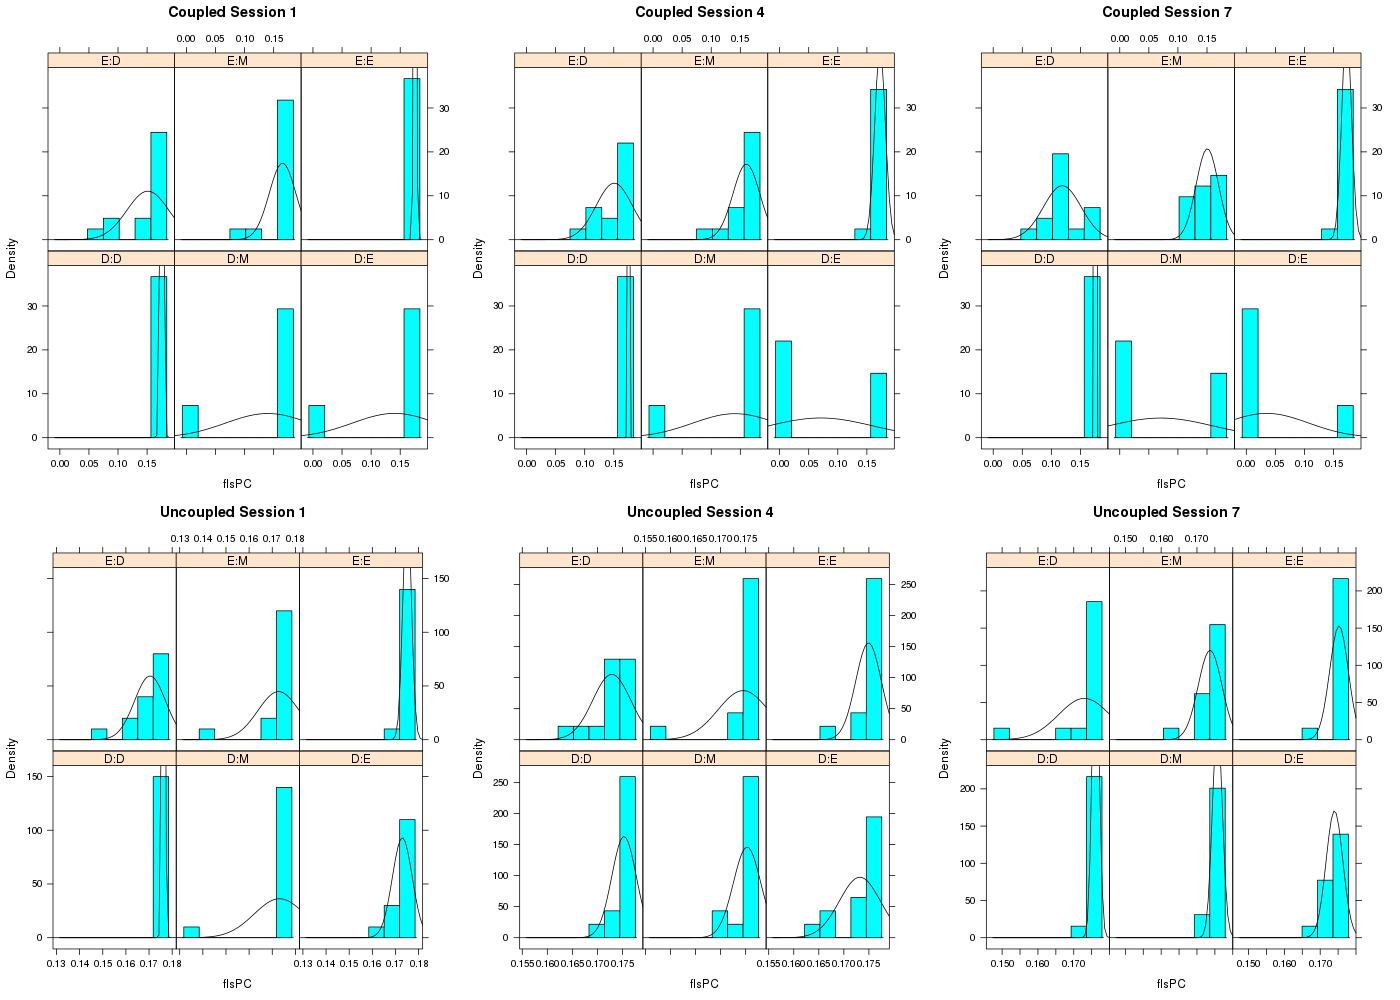 Coupled Session 1
Coupled Session 4
Coupled Session 7
0.00 0.05 0.10 0.15
0.00 0.05 0.10 0.15
0.00 0.05 0.10 0.15
E:D E:M E:E
E:D E:M E:E
E:D E:M E:E
30 20 10 0
30 20 10 0
30 20 10 0
Density
Density
Density
D:D D:M D:E
D:D D:M D:E
D:D D:M D:E
30 20 10 0
30 20 10 0
30 20 10 0
0.00 0.05 0.10 0.15 0.00 0.05 0.10 0.15
0.00 0.05 0.10 0.15 0.00 0.05 0.10 0.15
0.00 0.05 0.10 0.15 0.00 0.05 0.10 0.15
flsPC
flsPC
flsPC
Uncoupled Session 1
Uncoupled Session 4
Uncoupled Session 7
0.13 0.14 0.15 0.16 0.17 0.18
0.155 0.160 0.165 0.170 0.175
0.150 0.160 0.170
E:D E:M E:E
E:D E:M E:E
E:D E:M E:E
150 100 50 0
250 200 150 100 50 0
200 150 100 50 0
Density
Density
Density
D:D D:M D:E
D:D D:M D:E
D:D D:M D:E
150 100 50 0
250 200 150 100 50 0
200 150 100 50 0
0.13 0.14 0.15 0.16 0.17 0.18 0.13 0.14 0.15 0.16 0.17 0.18
0.155 0.160 0.165 0.170 0.175 0.155 0.160 0.165 0.170 0.175
0.150 0.160 0.170 0.150 0.160 0.170
flsPC
flsPC
flsPC